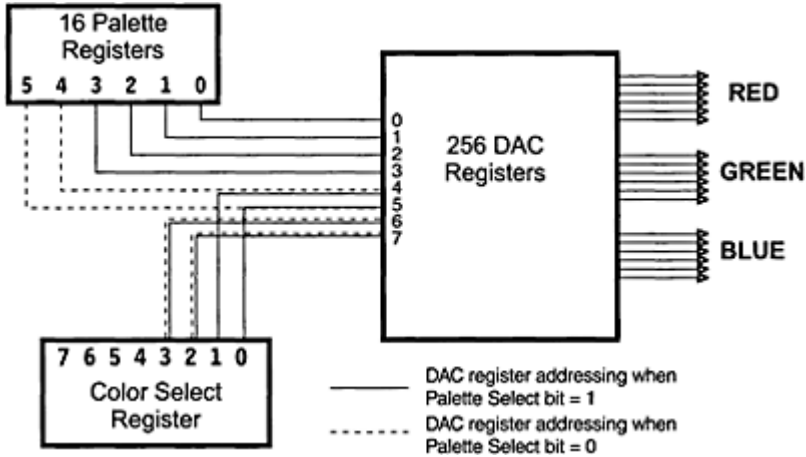 16 Palette
Registers
5 4 3 2 1 0
0
1
2
3
4
5
6
7
256 DAC
Registers
RED
GREEN
BLUE
7 6 5 4 3 2 1 0
Color Select
Register
DAC register addressing when
Palette Select bit = 1
DAC register addressing when
Palette Select bit = 0